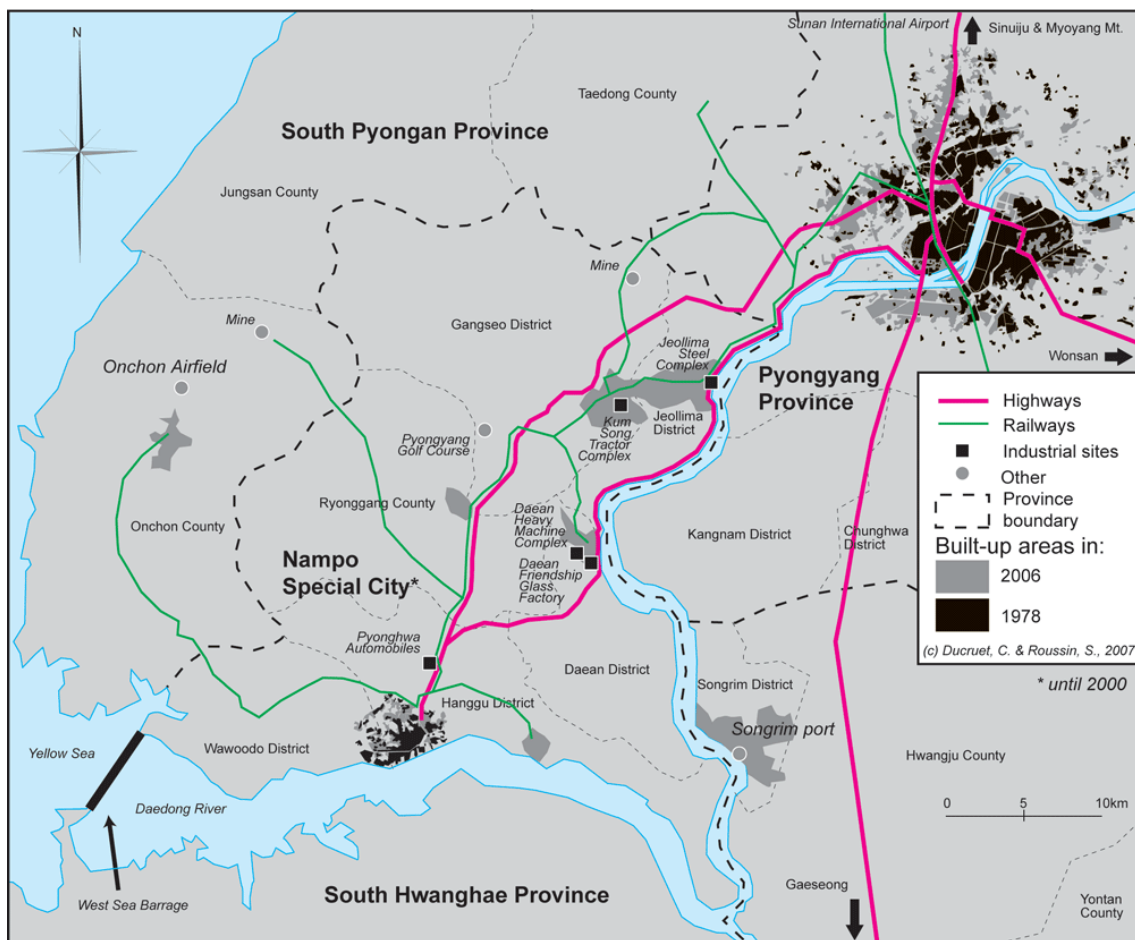 N
Sunan International Airport
Sinuiju & Myoyang Mt.
Taedong County
South Pyongan Province
Jungsan County
Mine
Gangseo District
Mine
Onchon Airfield
Jeollima
Steel
Complex
Wonsan
Pyongyang
Province
Kum
Song
Tractor
Complex
Jeollima
District
Pyongyang
Golf Course
Ryonggang County
Onchon County
Daean
Heavy
Machine
Complex
Kangnam District
Chunghwa
District
Nampo
Special City*
Daean
Friendship
Glass
Factory
Pyonghwa
Automobiles
Daean District
Songrim District
Hanggu District
Songrim port
Yellow Sea
Wawoodo District
Hwangju County
Daedong River
West Sea Barrage
South Hwanghae Province
Gaeseong
Yontan
County
Highways
Railways
Industrial sites
Other
Province
boundary
Built-up areas in:
2006
1978
(c) Ducruet, C. & Roussin, S., 2007
* until 2000
0 5 10km